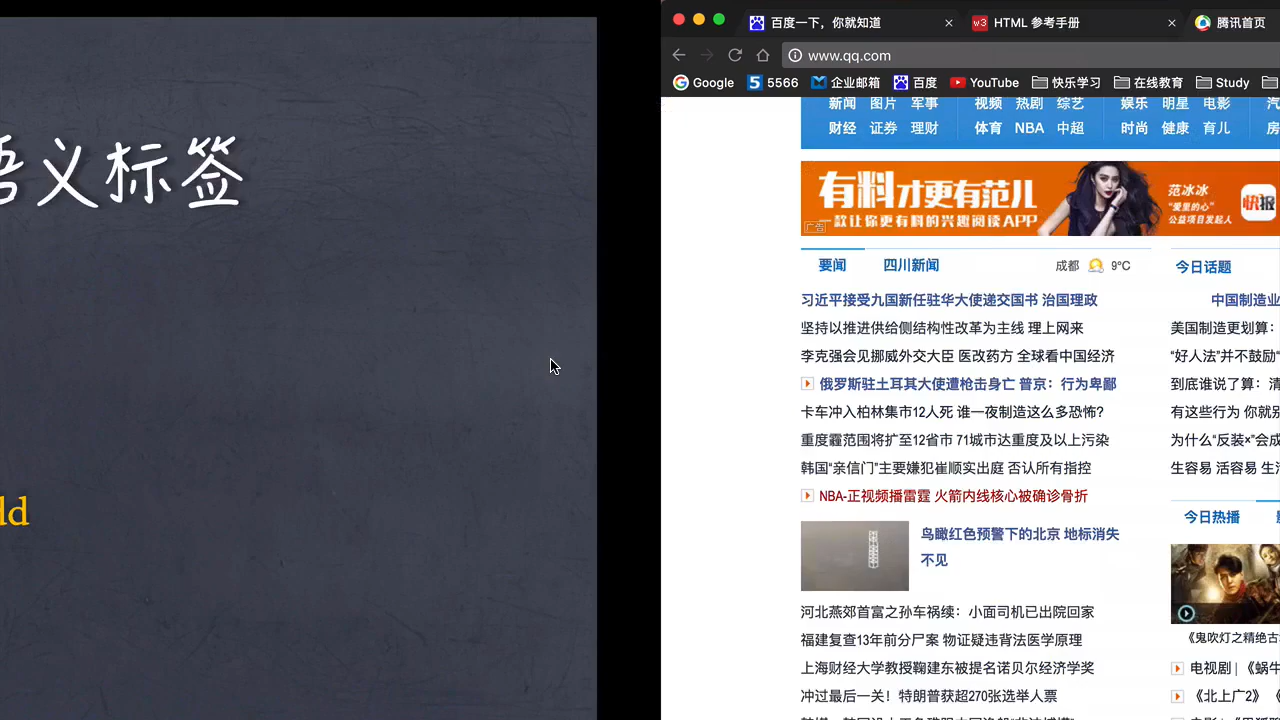 语义标签
dd
百度一下，你就知道
HTML 参考手册
腾讯首页
www.qq.com
Google
5566
企业邮箱
百度
YouTube
快乐学习
在线教育
Study
新闻 图片 军事
视频 热剧 综艺
娱乐 明星 电影
财经 证券 理财
体育 NBA 中超
时尚 健康 育儿
房
有料才更有范儿
一款让你更有料的兴趣阅读APP
广告
范冰冰
“爱里的心”
公益项目发起人
快报
要闻
四川新闻
成都 9℃
今日话题
习近平接受九国新任驻华大使递交国书 治国理政
坚持以推进供给侧结构性改革为主线 理上网来
李克强会见挪威外交大臣 医改药方 全球看中国经济
俄罗斯驻土耳其大使遭枪击身亡 普京：行为卑鄙
卡车冲入柏林集市12人死 谁一夜制造这么多恐怖?
重度霾范围将扩至12省市 71城市达重度及以上污染
韩国“亲信门”主要嫌犯崔顺实出庭 否认所有指控
NBA-正视频播雷霆 火箭内线核心被确诊骨折
鸟瞰红色预警下的北京 地标消失
不见
河北燕郊首富之孙车祸续：小面司机已出院回家
福建复查13年前分尸案 物证疑违背法医学原理
上海财经大学教授鞠建东被提名诺贝尔经济学奖
冲过最后一关！特朗普获超270张选举人票
中国制造业
美国制造更划算：
“好人法”并不鼓励“
到底谁说了算：清
有这些行为 你就别
为什么“反装×”会成
生容易 活容易 生活
今日热播
《鬼吹灯之精绝古
电视剧 | 《蜗牛
《北上广2》